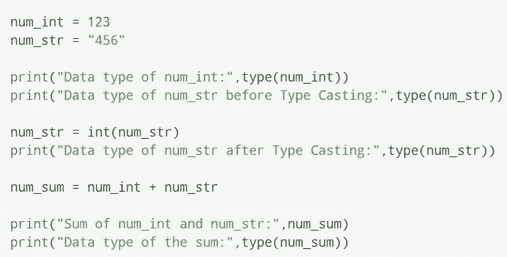 num_int = 123
num_str = "456"
print("Data type of num_int:",type(num_int))
print("Data type of num_str before Type Casting:",type(num_str))
num_str = int(num_str)
print("Data type of num_str after Type Casting:",type(num_str))
num_sum = num_int + num_str
print("Sum of num_int and num_str:",num_sum)
print("Data type of the sum:",type(num_sum))